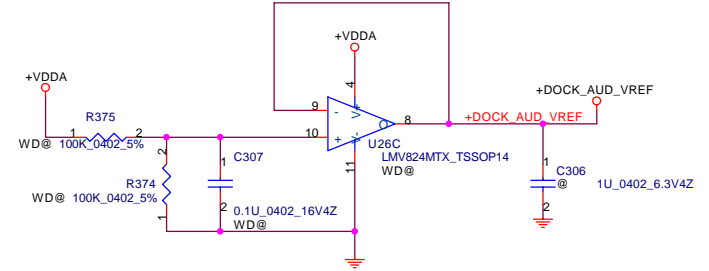 +VDDA
+VDDA
+DOCK_AUD_VREF
R375
1
2
WD@ 100K_0402_5%
9
10
4
-
+
V+
V-
O
8
11
+DOCK_AUD_VREF
U26C
LMV824MTX_TSSOP14
WD@
2
R374
WD@ 100K_0402_5%
1
1
C307
2
0.1U_0402_16V4Z
WD@
1
C306
@
2
1U_0402_6.3V4Z